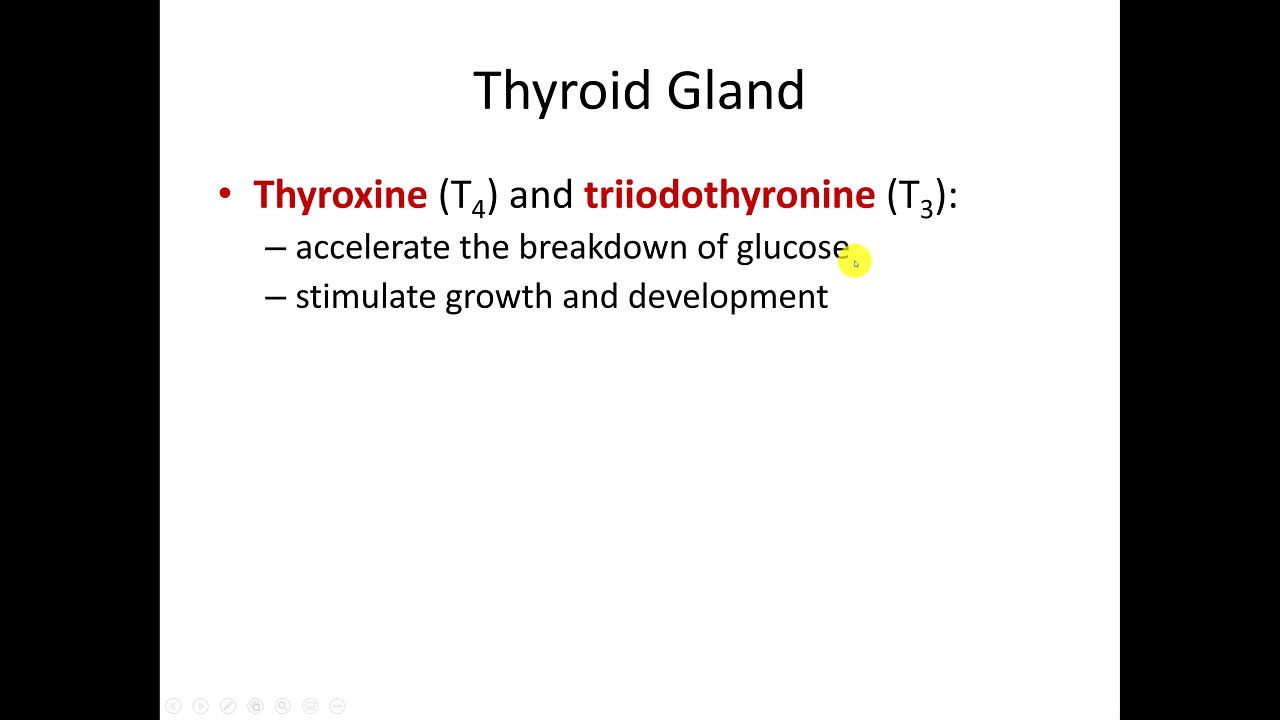 Thyroid Gland
• Thyroxine (T₄) and triiodothyronine (T₃):
– accelerate the breakdown of glucose
– stimulate growth and development